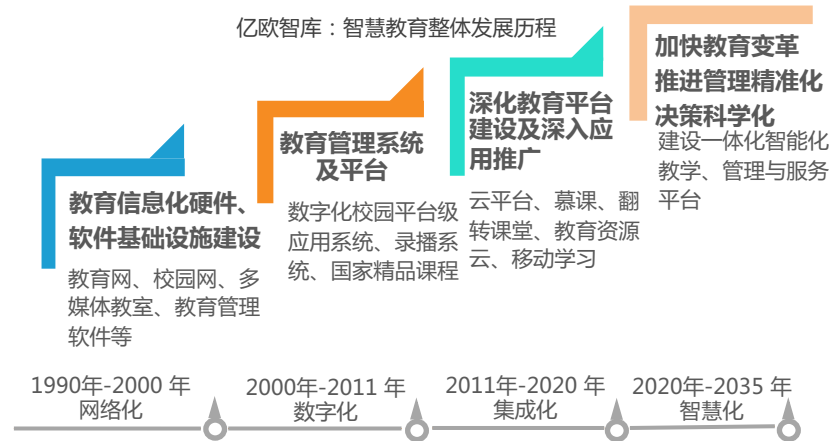 亿欧智库：智慧教育整体发展历程
教育信息化硬件、
软件基础设施建设
教育网、校园网、多
媒体教室、教育管理
软件等
教育管理系统
及平台
数字化校园平台级
应用系统、录播系
统、国家精品课程
深化教育平台
建设及深入应
用推广
云平台、慕课、翻
转课堂、教育资源
云、移动学习
加快教育变革
推进管理精准化
决策科学化
建设一体化智能化
教学、管理与服务
平台
1990年-2000 年
网络化
2000年-2011 年
数字化
2011年-2020 年
集成化
2020年-2035 年
智慧化